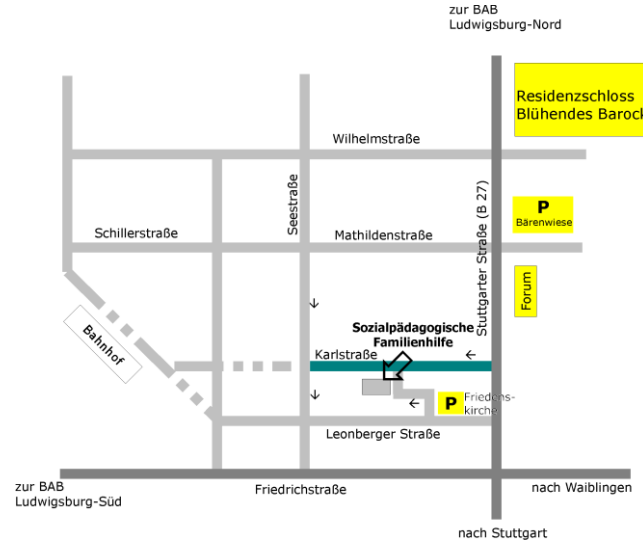 zur BAB
Ludwigsburg-Nord
Residenzschloss
Blühendes Barock
Wilhelmstraße
Seestraße
Stuttgarter Straße (B 27)
P
Bärenwiese
Schillerstraße
Mathildenstraße
Forum
Bahnhof
Sozialpädagogische
Familienhilfe
Karlstraße
P
Friedens-
kirche
Leonberger Straße
zur BAB
Ludwigsburg-Süd
Friedrichstraße
nach Waiblingen
nach Stuttgart